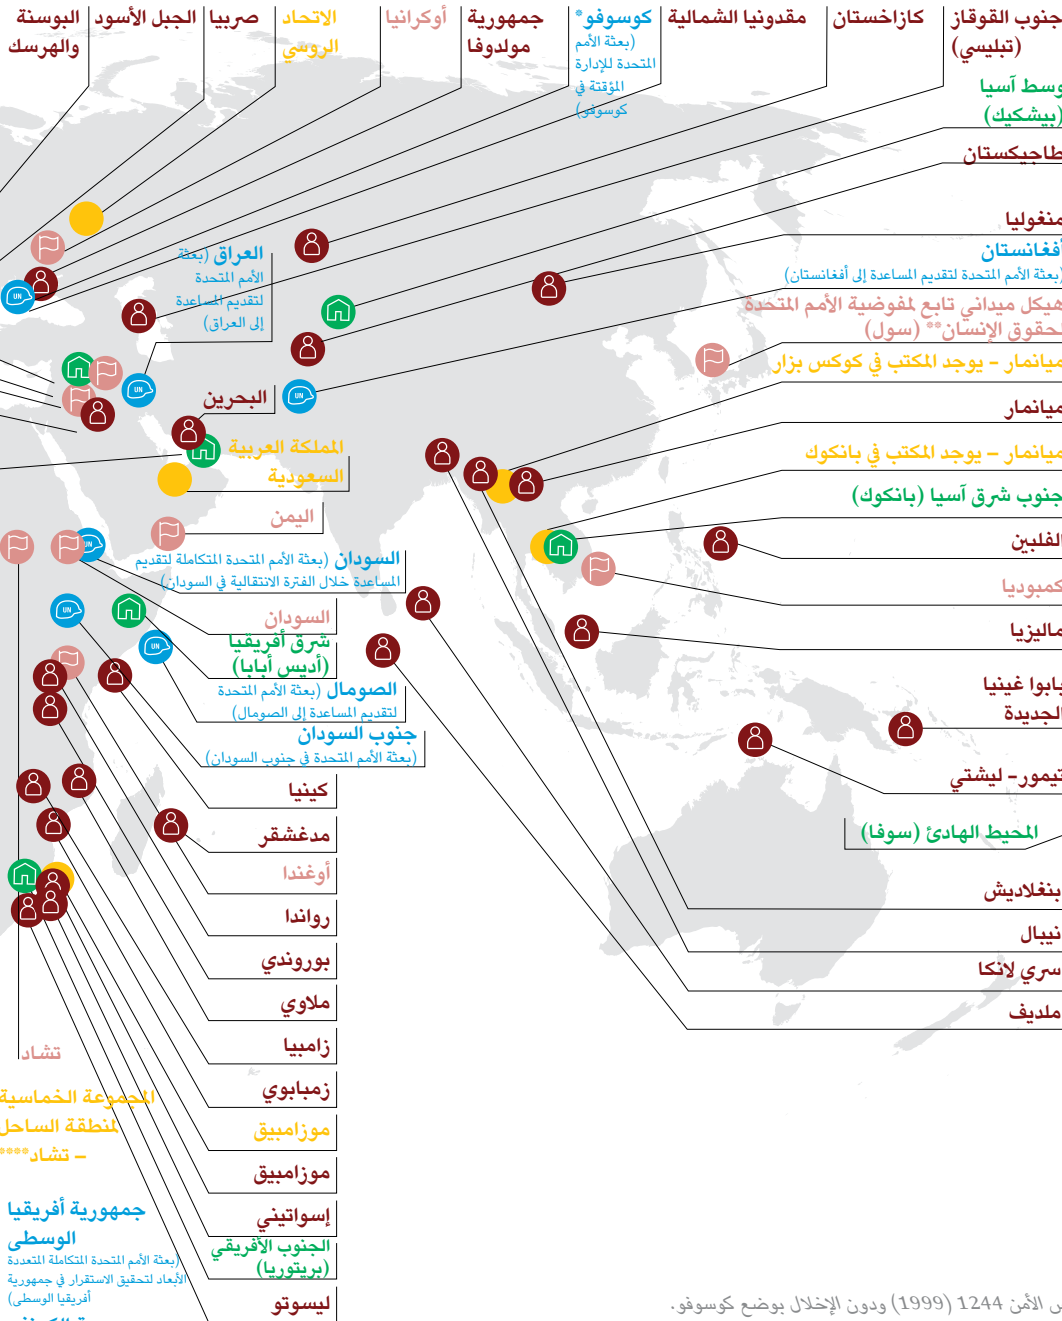 جنوب القوقاز
(تبليسي)
كازاخستان
مقدونيا الشمالية
كوسوفو*
(بعثة الأمم
المتحدة للإدارة
المؤقتة في
كوسوفو)
جمهورية
مولدوفا
أوكرانيا
الاتحاد
الروسي
صربيا
الجبل الأسود
البوسنة
والهرسك
وسط آسيا
(بيشكيك)
طاجيكستان
منغوليا
أفغانستان
(بعثة الأمم المتحدة لتقديم المساعدة إلى أفغانستان)
هيكل ميداني تابع لمفوضية الأمم المتحدة
لحقوق الإنسان** (سول)
ميانمار – يوجد المكتب في كوكس بزار
ميانمار
ميانمار – يوجد المكتب في بانكوك
جنوب شرق آسيا (بانكوك)
الفلبين
كمبوديا
ماليزيا
بابوا غينيا
الجديدة
تيمور- ليشتي
المحيط الهادئ (سوفا)
بنغلاديش
نيبال
سري لانكا
ملديف
العراق (بعثة
الأمم المتحدة
لتقديم المساعدة
إلى العراق)
البحرين
المملكة العربية
السعودية
اليمن
السودان (بعثة الأمم المتحدة المتكاملة لتقديم
المساعدة خلال الفترة الانتقالية في السودان)
السودان
شرق أفريقيا
(أديس أبابا)
الصومال (بعثة الأمم المتحدة
لتقديم المساعدة إلى الصومال)
جنوب السودان
(بعثة الأمم المتحدة في جنوب السودان)
كينيا
مدغشقر
أوغندا
رواندا
بوروندي
ملاوي
زامبيا
زمبابوي
موزامبيق
موزامبيق
إسواتيني
الجنوب الأفريقي
(بريتوريا)
ليسوتو
تشاد
المجموعة الخماسية
لمنطقة الساحل
– تشاد****
جمهورية أفريقيا
الوسطى
(بعثة الأمم المتحدة المتكاملة المتعددة
الأبعاد لتحقيق الاستقرار في جمهورية
أفريقيا الوسطى)
UN
UN
UN
UN
UN
UN
الأمن 1244 (1999) ودون الإخلال بوضع كوسوفو.